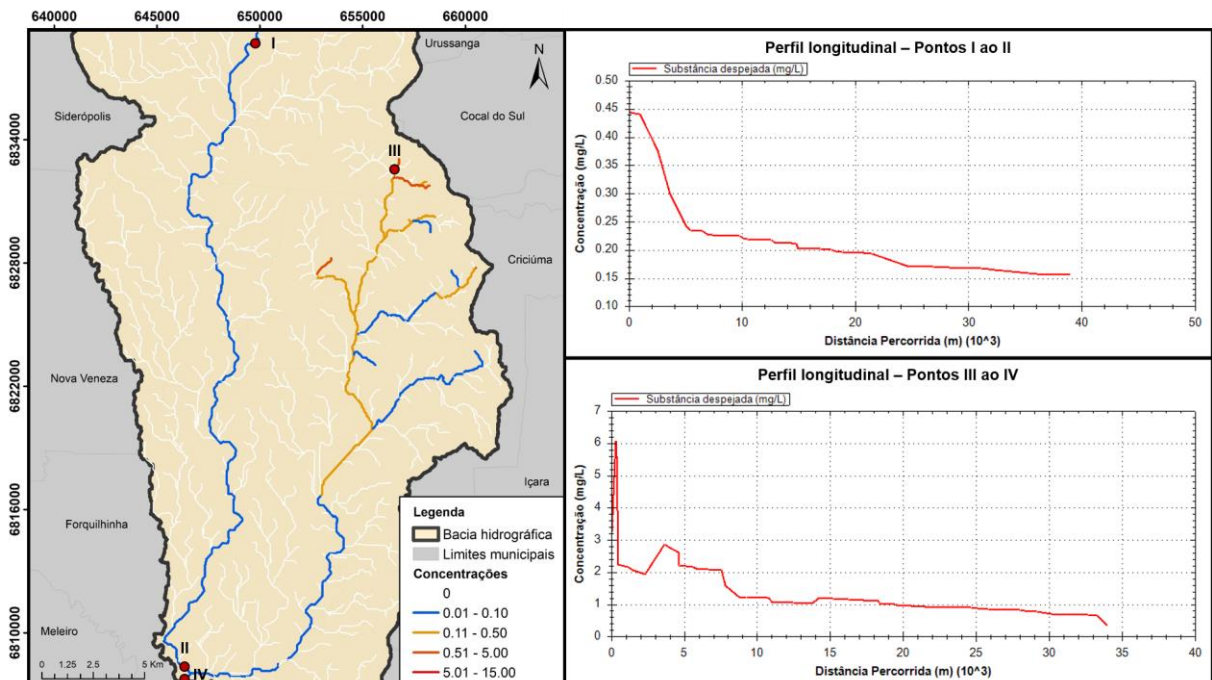 640000 645000 650000 655000 660000
6834000
6828000
6822000
6816000
6810000
I
Urussanga
N
Siderópolis
Cocal do Sul
III
Criciúma
Nova Veneza
Içara
Forquilhinha
Meleiro
II
IV
0 1.25 2.5 5 Km
Legenda
Bacia hidrográfica
Limites municipais
Concentrações
0
0.01 - 0.10
0.11 - 0.50
0.51 - 5.00
5.01 - 15.00
Perfil longitudinal – Pontos I ao II
Substância despejada (mg/L)
Concentração (mg/L)
0.50
0.45
0.40
0.35
0.30
0.25
0.20
0.15
0.10
0 10 20 30 40 50
Distância Percorrida (m) (10^3)
Perfil longitudinal – Pontos III ao IV
Substância despejada (mg/L)
Concentração (mg/L)
7
6
5
4
3
2
1
0
0 5 10 15 20 25 30 35 40
Distância Percorrida (m) (10^3)